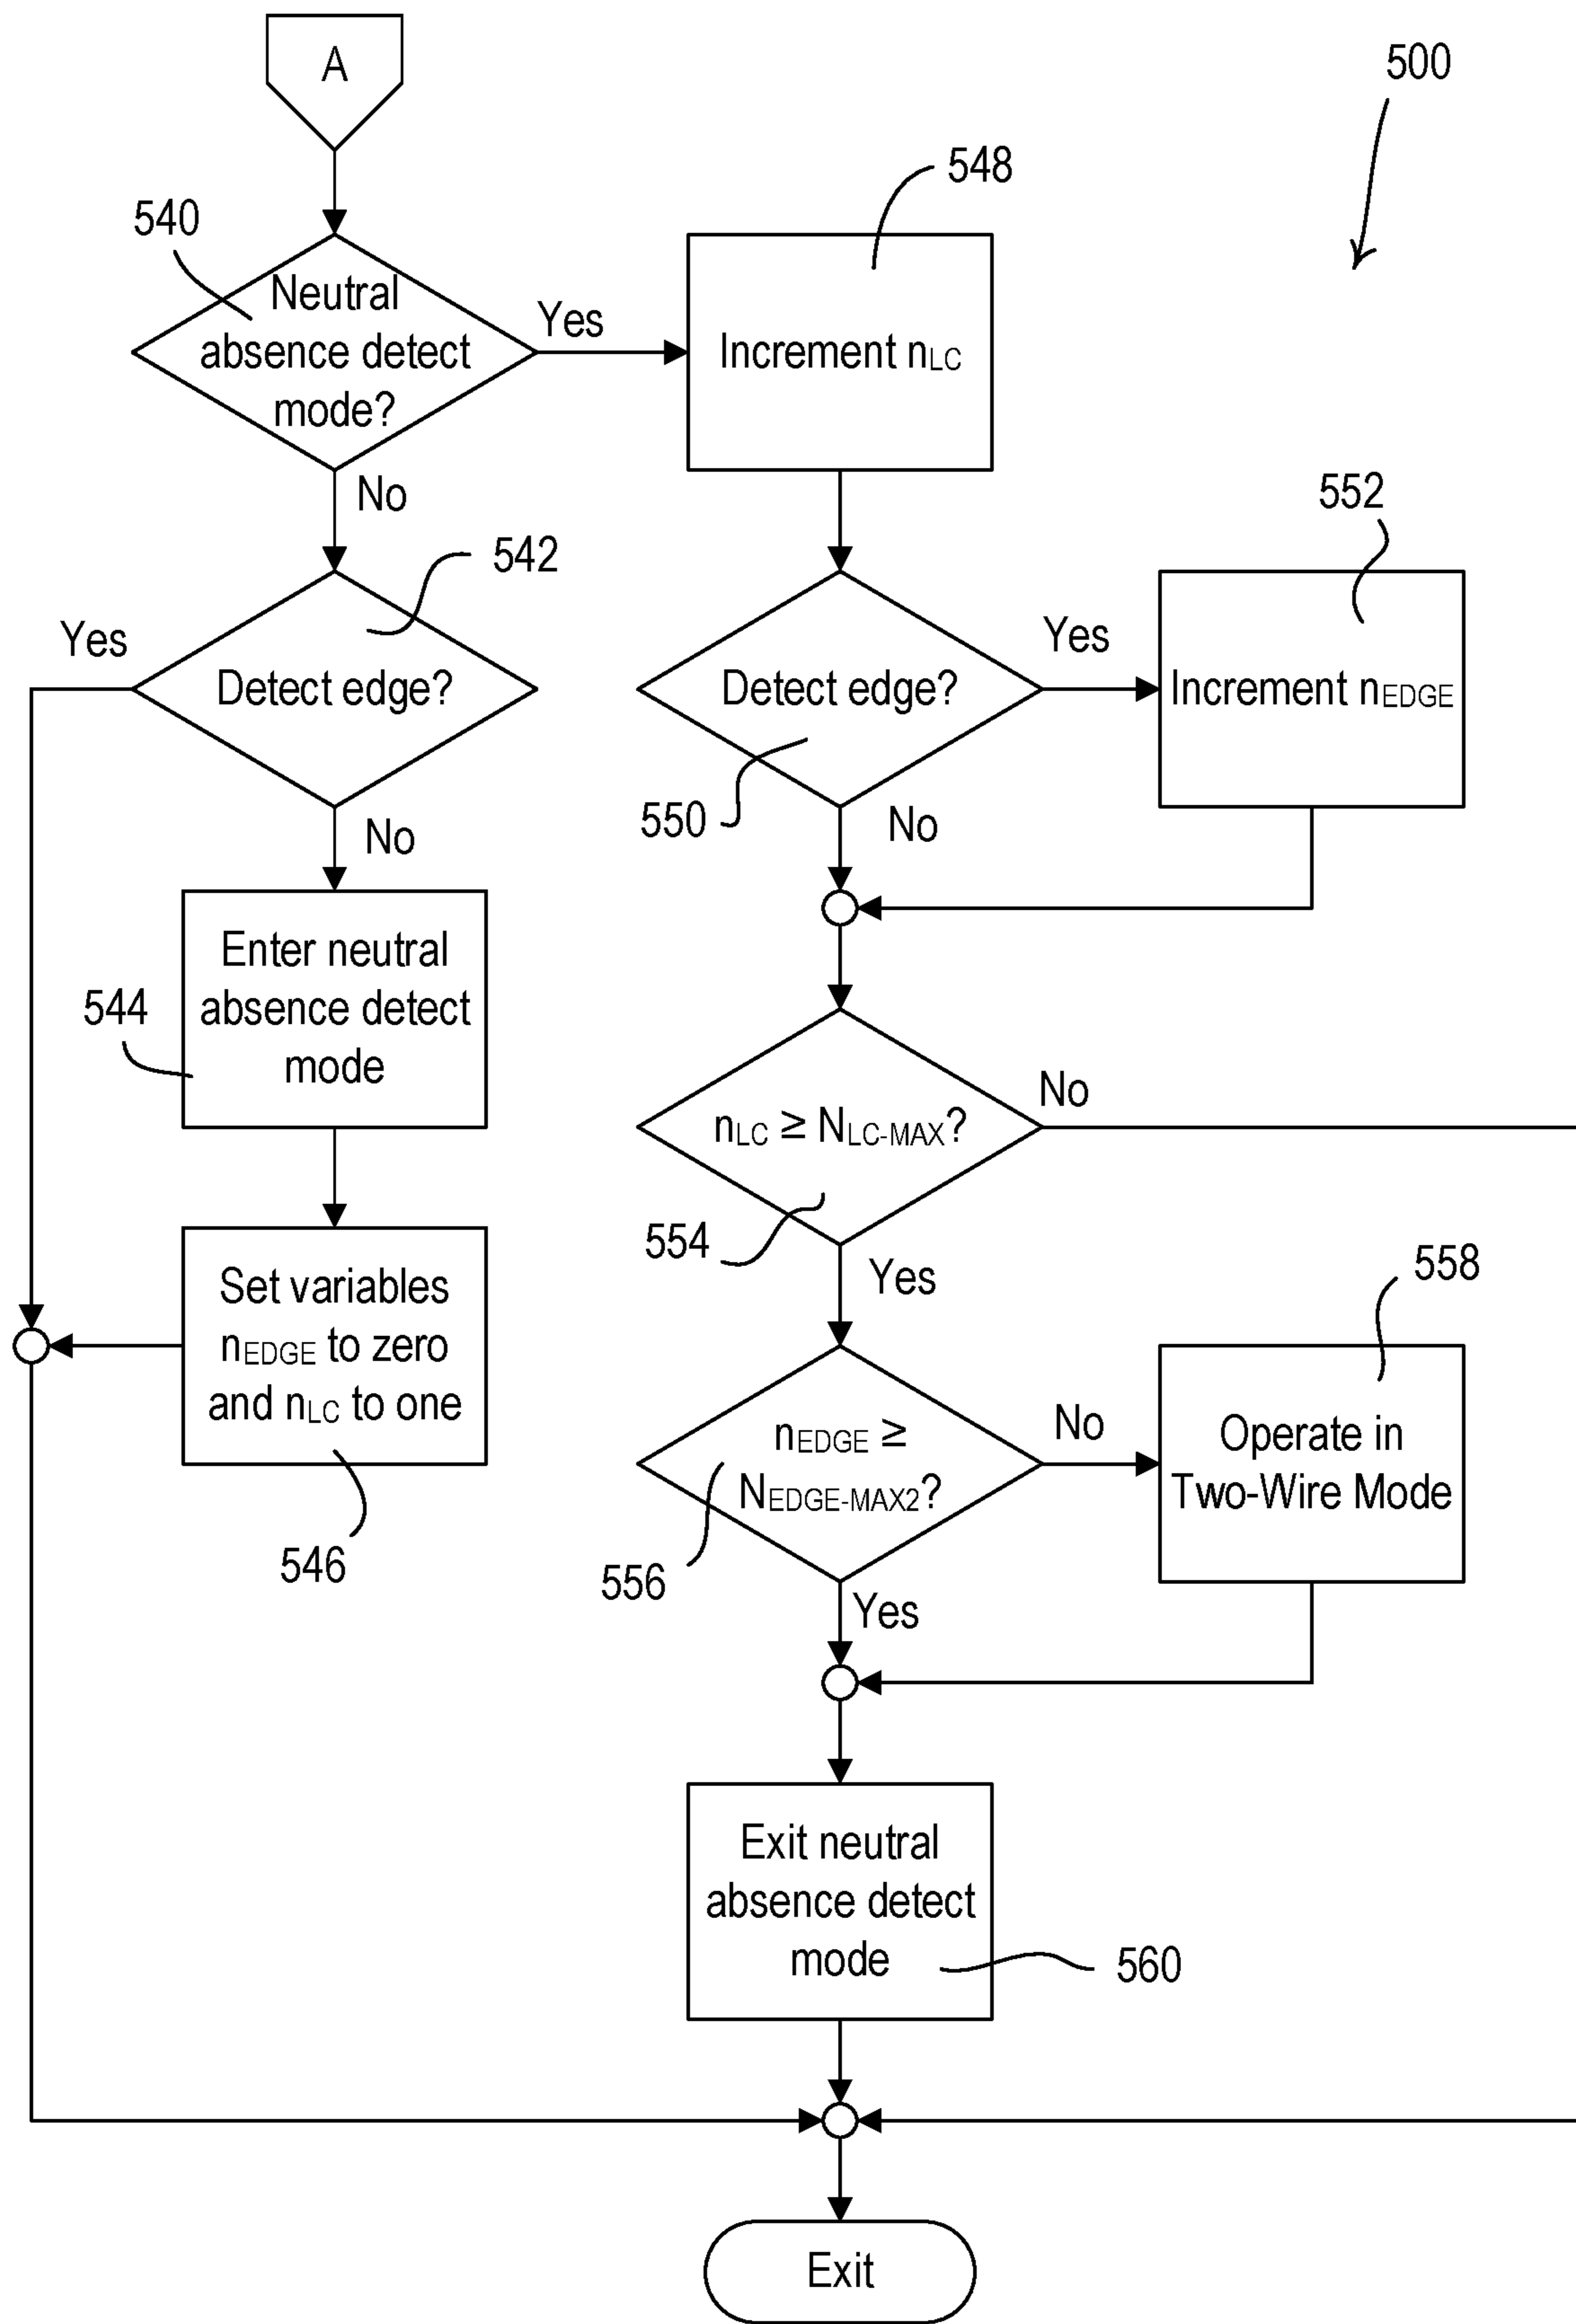 A
500
548
540
Neutral
absence detect
mode?
Yes
Increment nLC
No
552
542
Yes
Detect edge?
Detect edge?
Yes
Increment nEDGE
550
No
No
Enter neutral
absence detect
mode
544
nLC ≥ NLC-MAX?
No
554
Yes
Set variables
nEDGE to zero
and nLC to one
546
558
nEDGE ≥
NEDGE-MAX2?
No
Operate in
Two-Wire Mode
556
Yes
Exit neutral
absence detect
mode
560
Exit